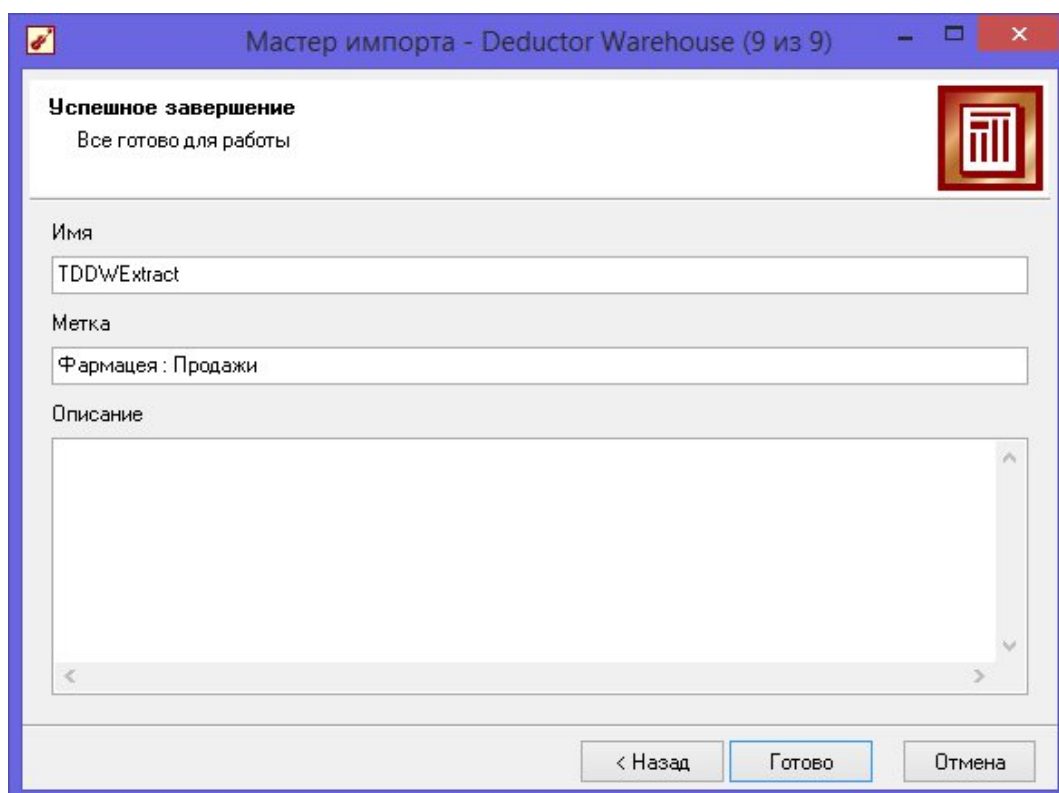 Мастер импорта - Deductor Warehouse (9 из 9)
Успешное завершение
Все готово для работы
Имя
TDDWExtract
Метка
Фармацея : Продажи
Описание
< Назад Готово Отмена